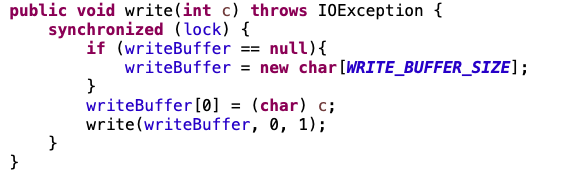 public void write(int c) throws IOException {
    synchronized (lock) {
        if (writeBuffer == null){
            writeBuffer = new char[WRITE_BUFFER_SIZE];
        }
        writeBuffer[0] = (char) c;
        write(writeBuffer, 0, 1);
    }
}